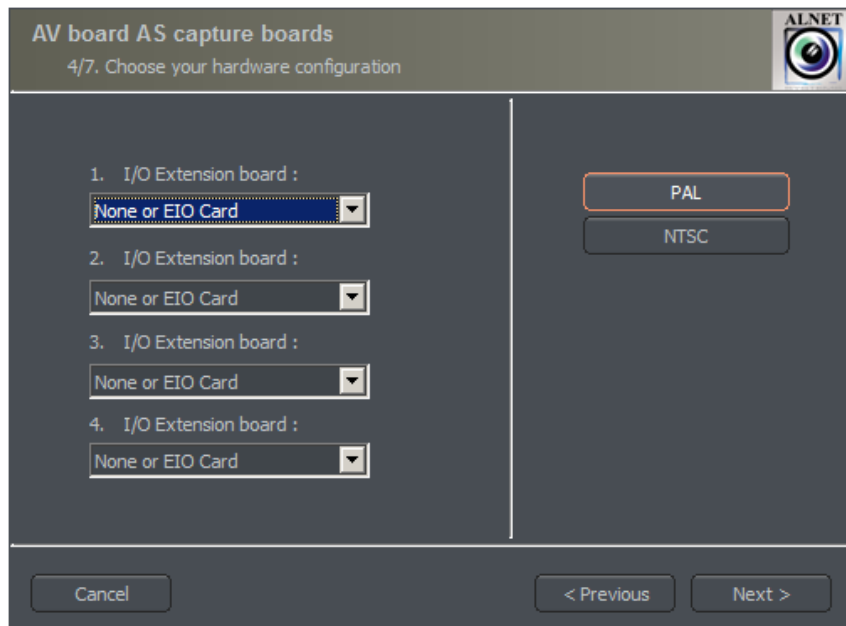 AV board AS capture boards
4/7. Choose your hardware configuration
ALNET
1. I/O Extension board :
None or EIO Card
2. I/O Extension board :
None or EIO Card
3. I/O Extension board :
None or EIO Card
4. I/O Extension board :
None or EIO Card
PAL
NTSC
Cancel
< Previous
Next >